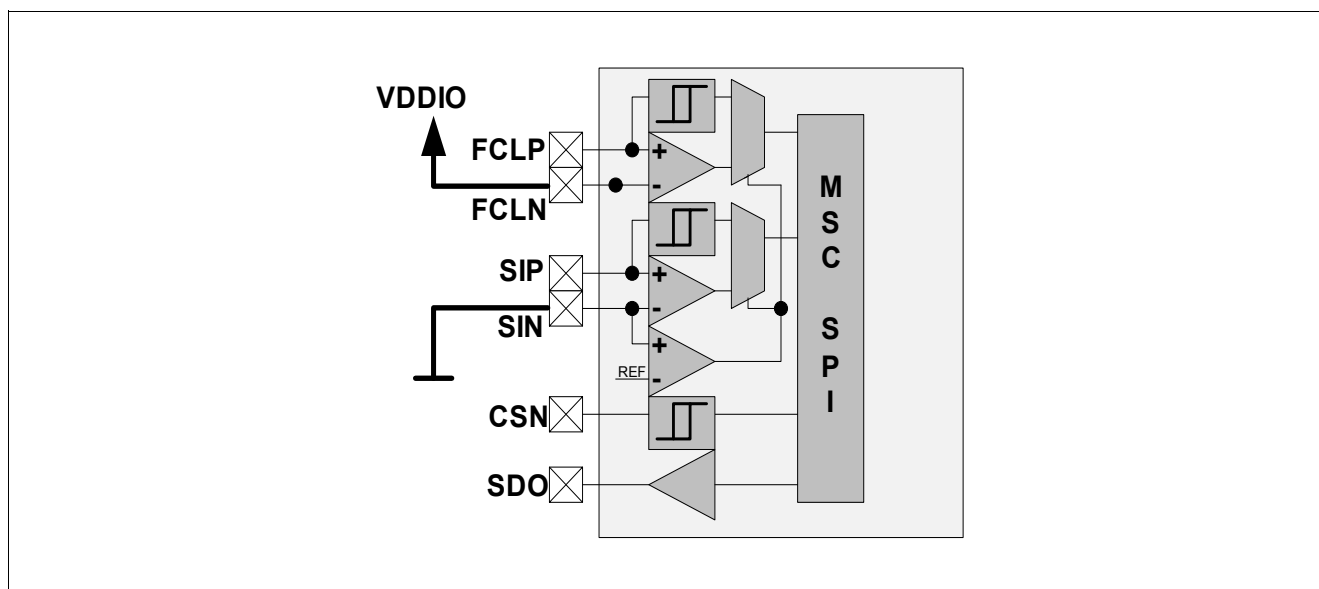 VDDIO
FCLP
FCLN
SIP
SIN
CSN
SDO
+
-
+
-
+
REF
-
M
S
C
S
P
I